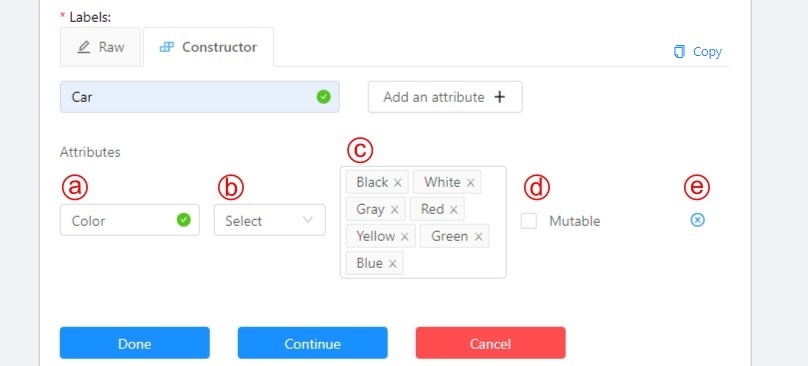 * Labels:
Raw Constructor Copy
Car Add an attribute +
Attributes
ⓐ ⓑ ⓒ ⓓ ⓔ
Color Select Black × White × Mutable
Gray × Red ×
Yellow × Green ×
Blue ×
Done Continue Cancel